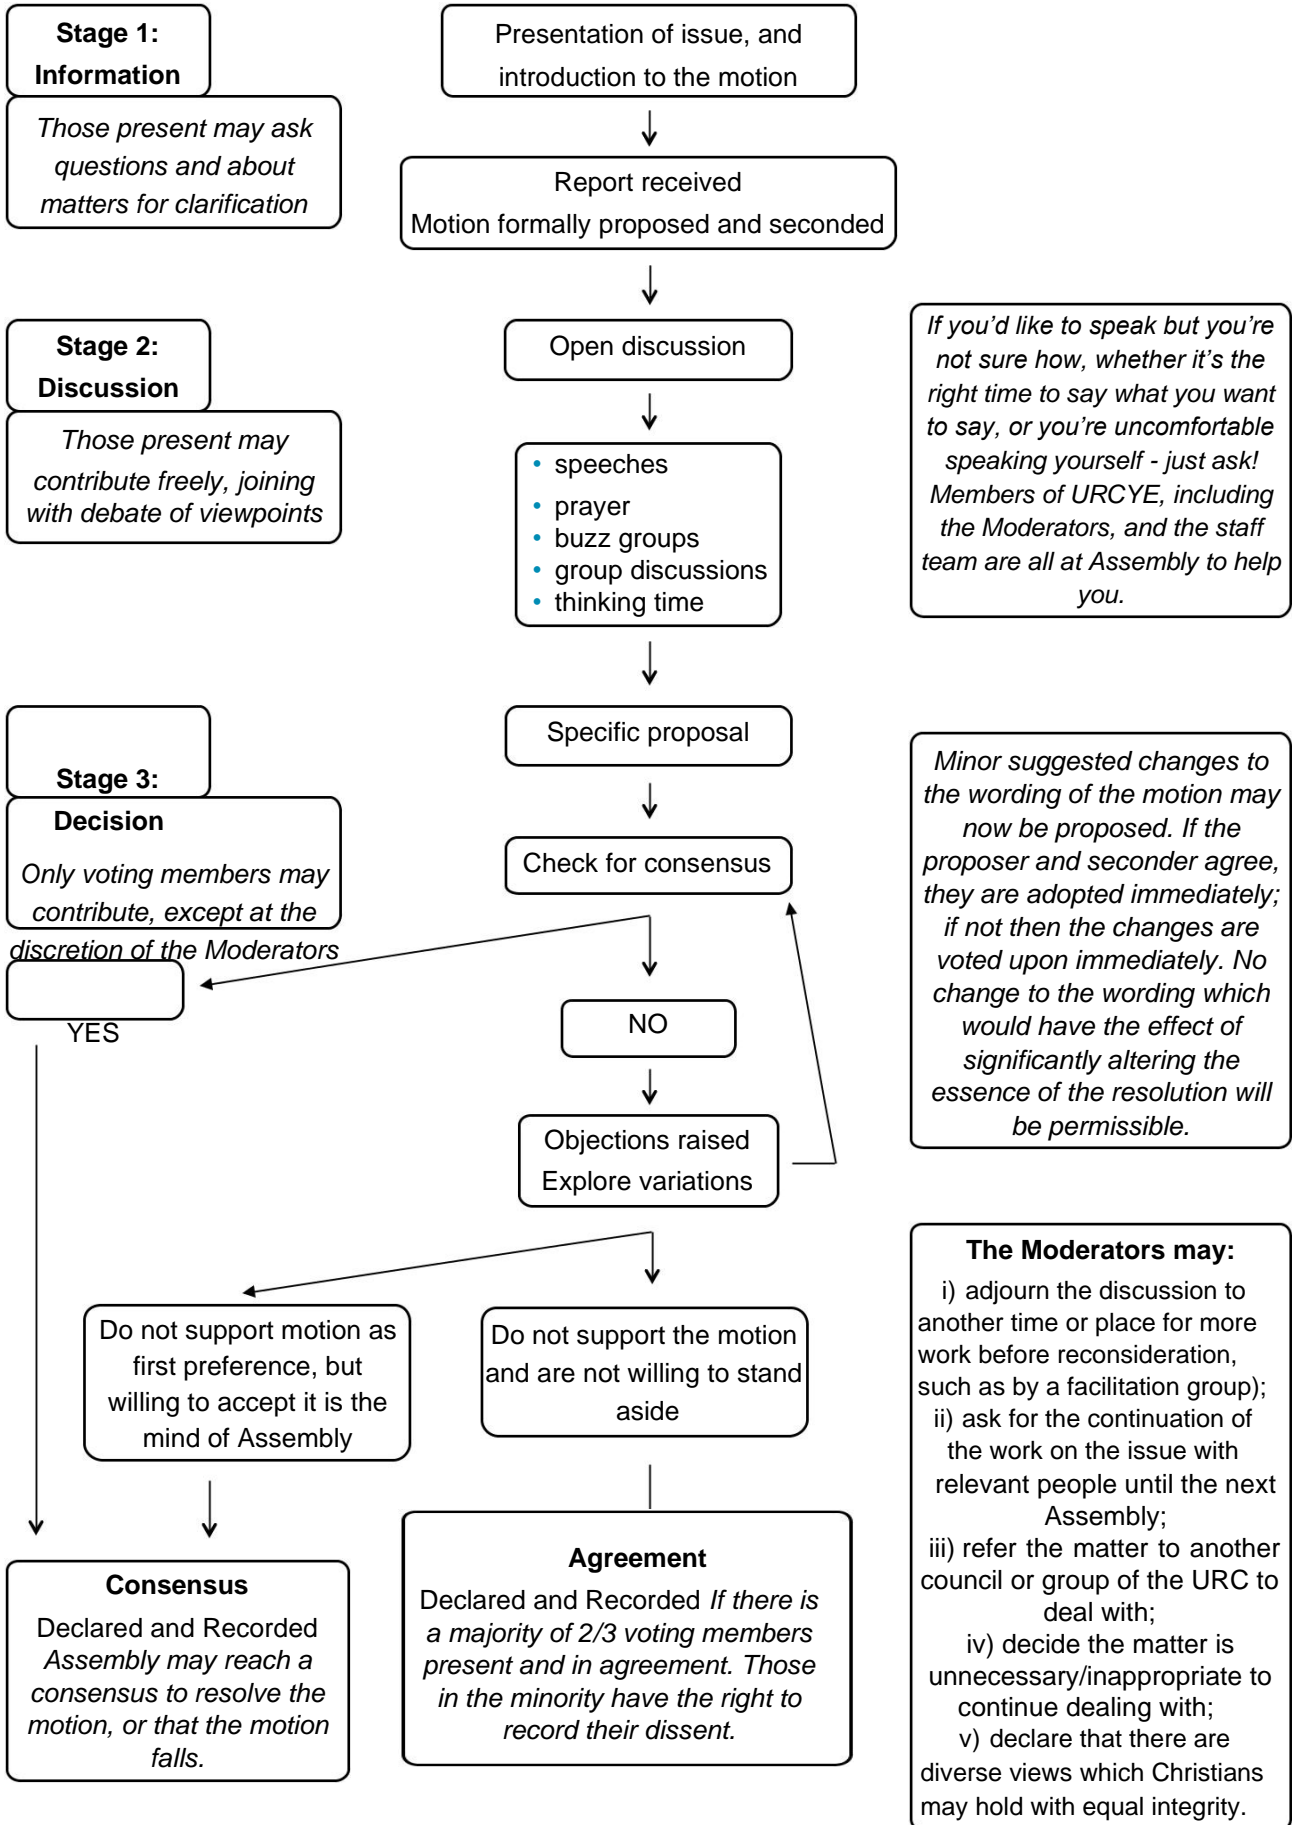 Stage 1:
Information
Those present may ask
questions and about
matters for clarification
Presentation of issue, and
introduction to the motion
Report received
Motion formally proposed and seconded
Stage 2:
Discussion
Those present may
contribute freely, joining
with debate of viewpoints
Open discussion
• speeches
• prayer
• buzz groups
• group discussions
• thinking time
If you’d like to speak but you’re
not sure how, whether it’s the
right time to say what you want
to say, or you’re uncomfortable
speaking yourself - just ask!
Members of URCYE, including
the Moderators, and the staff
team are all at Assembly to help
you.
Specific proposal
Stage 3:
Decision
Only voting members may
contribute, except at the
discretion of the Moderators
Check for consensus
Minor suggested changes to
the wording of the motion may
now be proposed. If the
proposer and seconder agree,
they are adopted immediately;
if not then the changes are
voted upon immediately. No
change to the wording which
would have the effect of
significantly altering the
essence of the resolution will
be permissible.
YES
NO
Objections raised
Explore variations
Do not support motion as
first preference, but
willing to accept it is the
mind of Assembly
Do not support the motion
and are not willing to stand
aside
Consensus
Declared and Recorded
Assembly may reach a
consensus to resolve the
motion, or that the motion
falls.
Agreement
Declared and Recorded If there is
a majority of 2/3 voting members
present and in agreement. Those
in the minority have the right to
record their dissent.
The Moderators may:
i) adjourn the discussion to
another time or place for more
work before reconsideration,
such as by a facilitation group);
ii) ask for the continuation of
the work on the issue with
relevant people until the next
Assembly;
iii) refer the matter to another
council or group of the URC to
deal with;
iv) decide the matter is
unnecessary/inappropriate to
continue dealing with;
v) declare that there are
diverse views which Christians
may hold with equal integrity.